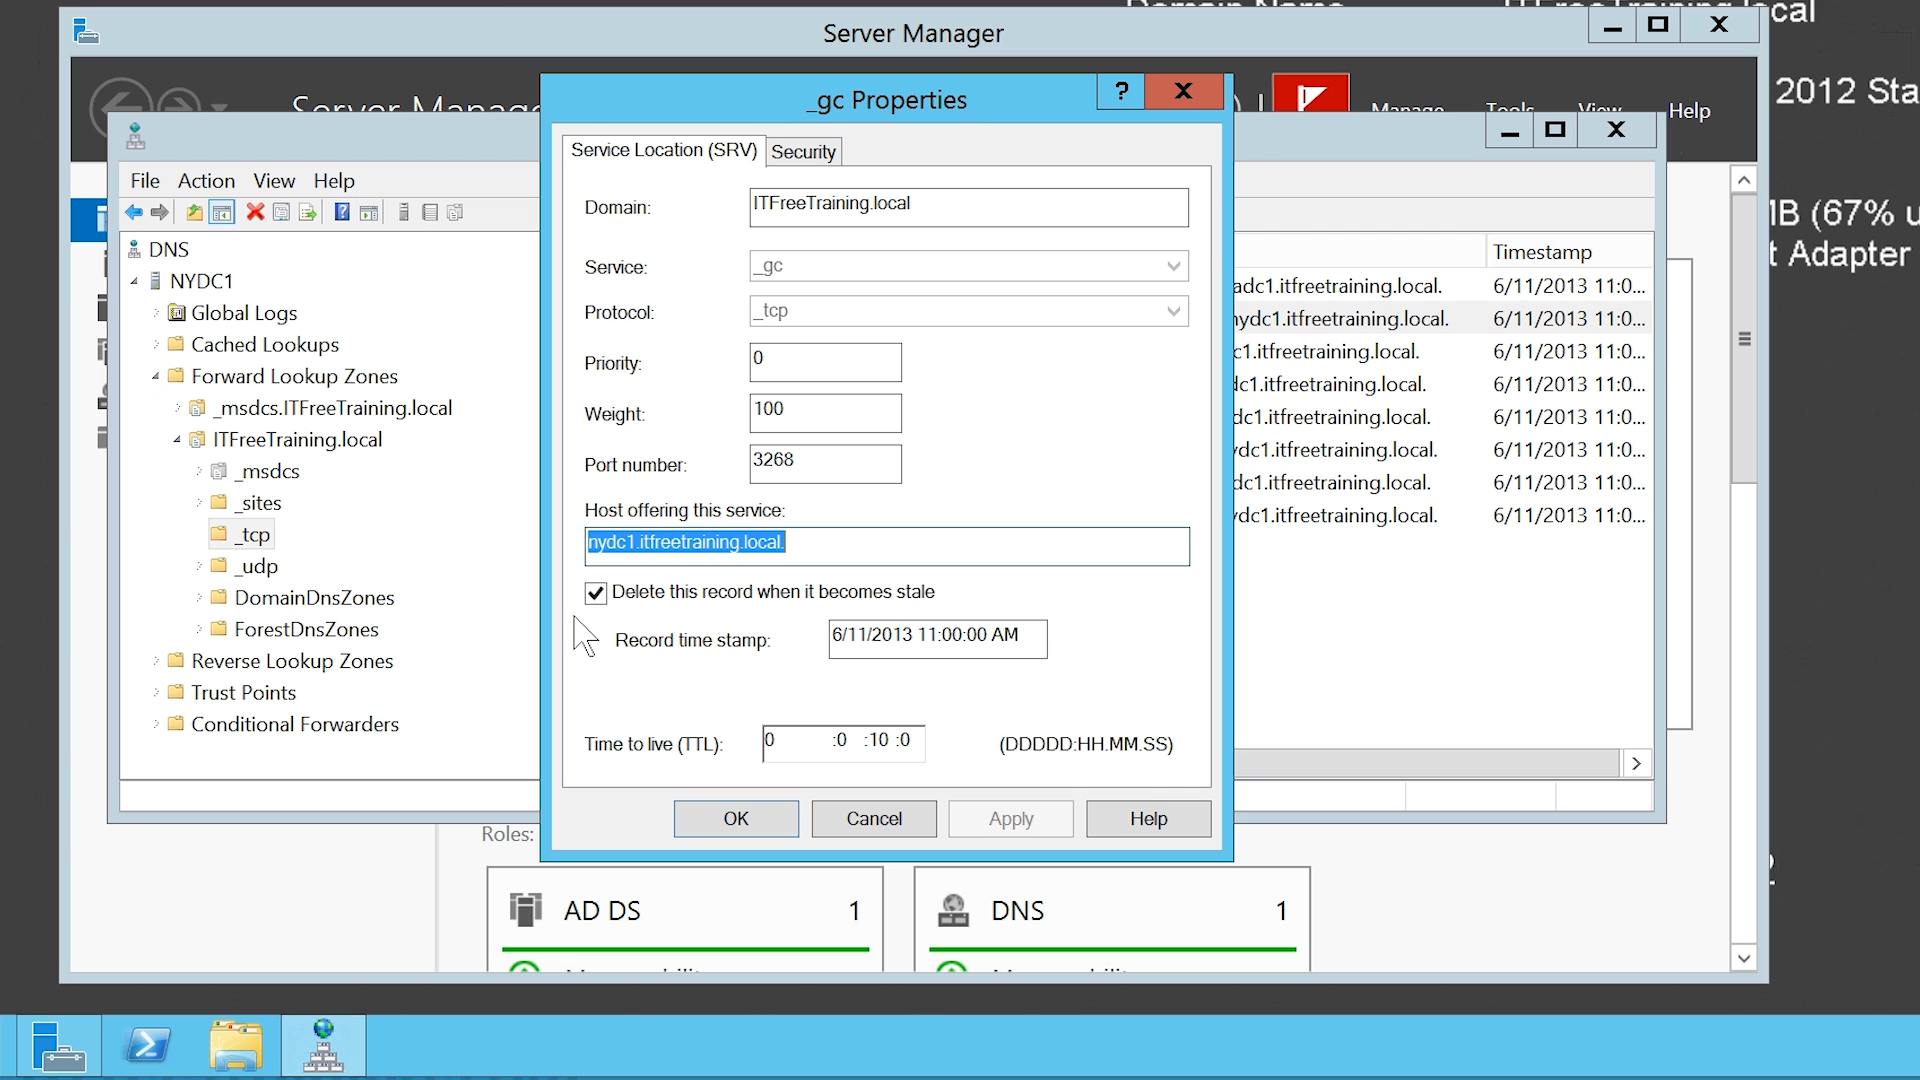 ITFreeTraining.local
Server Manager
2012 Sta
Manage
Tools
View
Help
_gc Properties
?
X
Service Location (SRV)
Security
File
Action
View
Help
Domain:
ITFreeTraining.local
Service:
_gc
Protocol:
_tcp
Priority:
0
Weight:
100
Port number:
3268
Host offering this service:
nydc1.itfreetraining.local.
Delete this record when it becomes stale
Record time stamp:
6/11/2013 11:00:00 AM
Time to live (TTL):
0 :0 :10 :0
(DDDDD:HH.MM.SS)
OK
Cancel
Apply
Help
DNS
NYDC1
Global Logs
Cached Lookups
Forward Lookup Zones
_msdcs.ITFreeTraining.local
ITFreeTraining.local
_msdcs
_sites
_tcp
_udp
DomainDnsZones
ForestDnsZones
Reverse Lookup Zones
Trust Points
Conditional Forwarders
Timestamp
adc1.itfreetraining.local. 6/11/2013 11:0...
nydc1.itfreetraining.local. 6/11/2013 11:0...
c1.itfreetraining.local. 6/11/2013 11:0...
dc1.itfreetraining.local. 6/11/2013 11:0...
dc1.itfreetraining.local. 6/11/2013 11:0...
ydc1.itfreetraining.local. 6/11/2013 11:0...
dc1.itfreetraining.local. 6/11/2013 11:0...
ydc1.itfreetraining.local. 6/11/2013 11:0...
MB (67% u
t Adapter
Roles:
AD DS 1
DNS 1